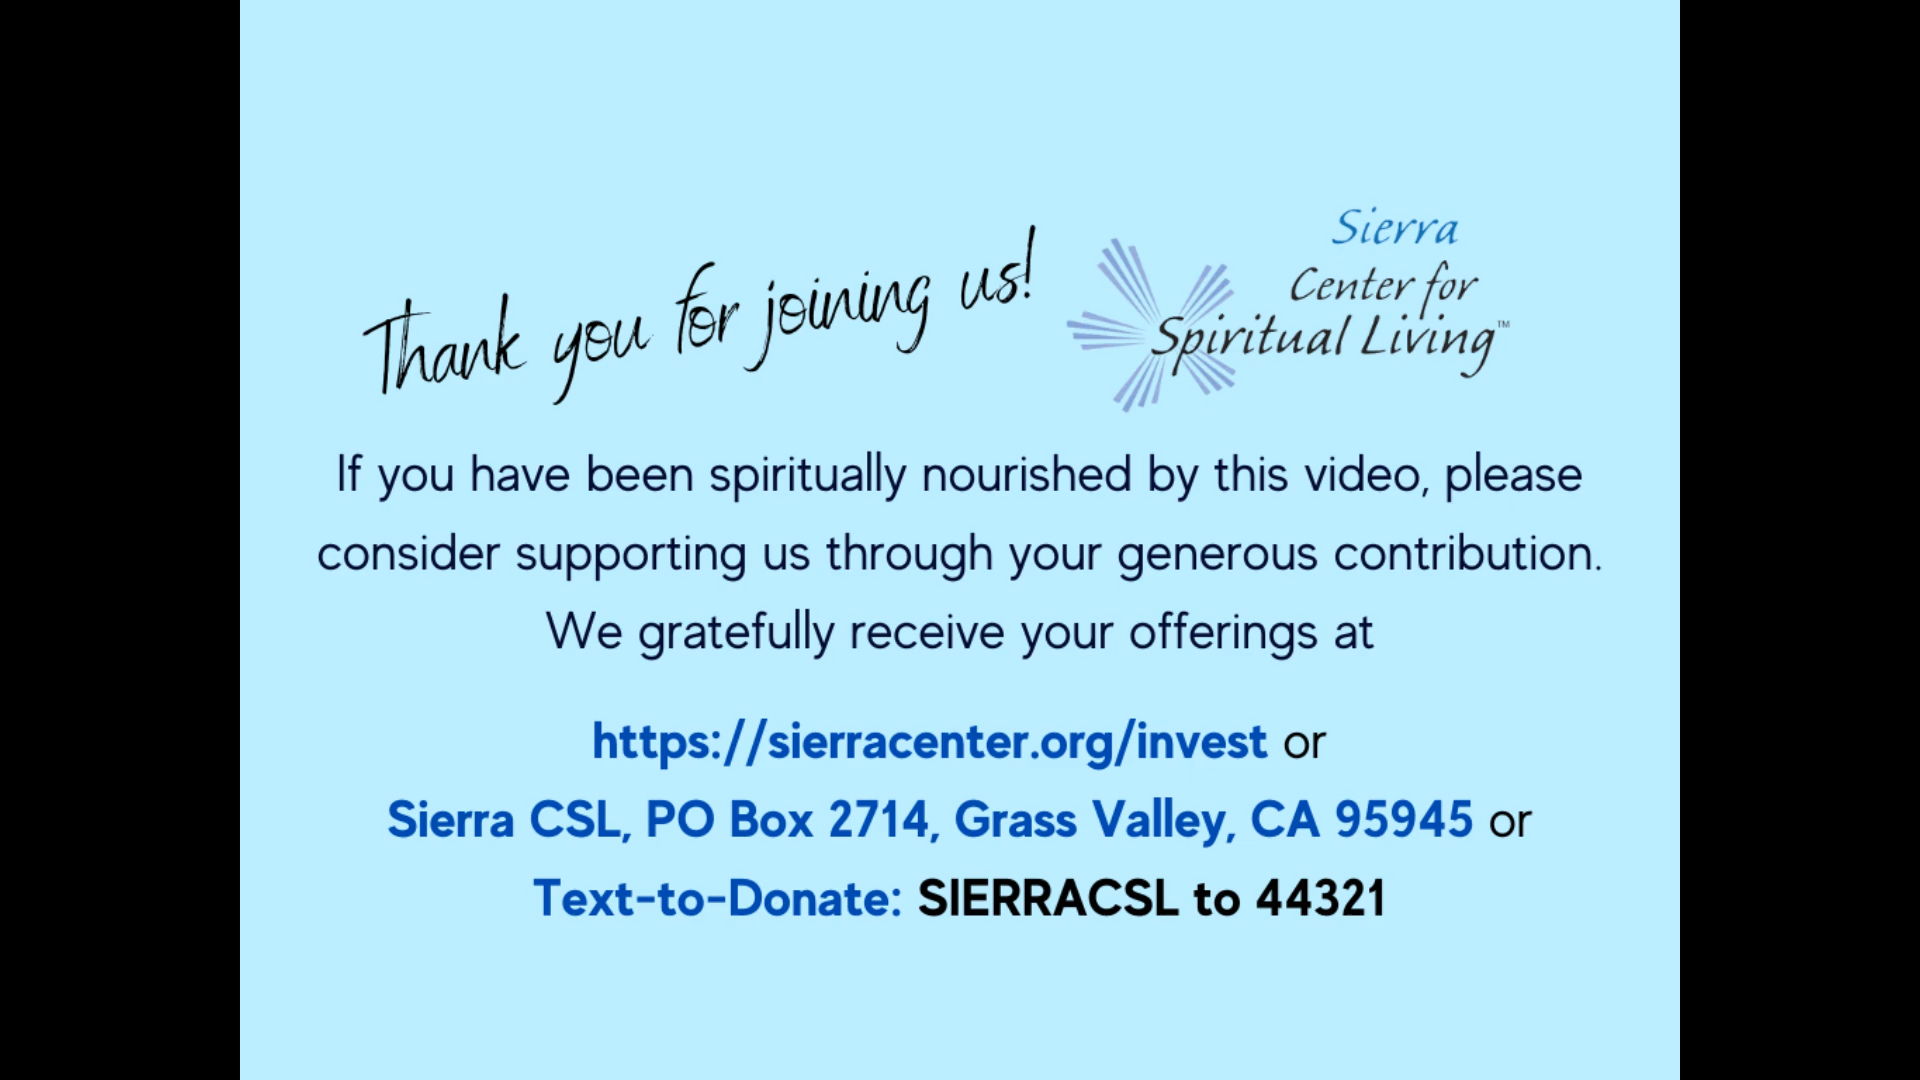 Thank you for joining us!
Sierra
Center for
Spiritual Living™
If you have been spiritually nourished by this video, please
consider supporting us through your generous contribution.
We gratefully receive your offerings at
https://sierracenter.org/invest or
Sierra CSL, PO Box 2714, Grass Valley, CA 95945 or
Text-to-Donate: SIERRACSL to 44321